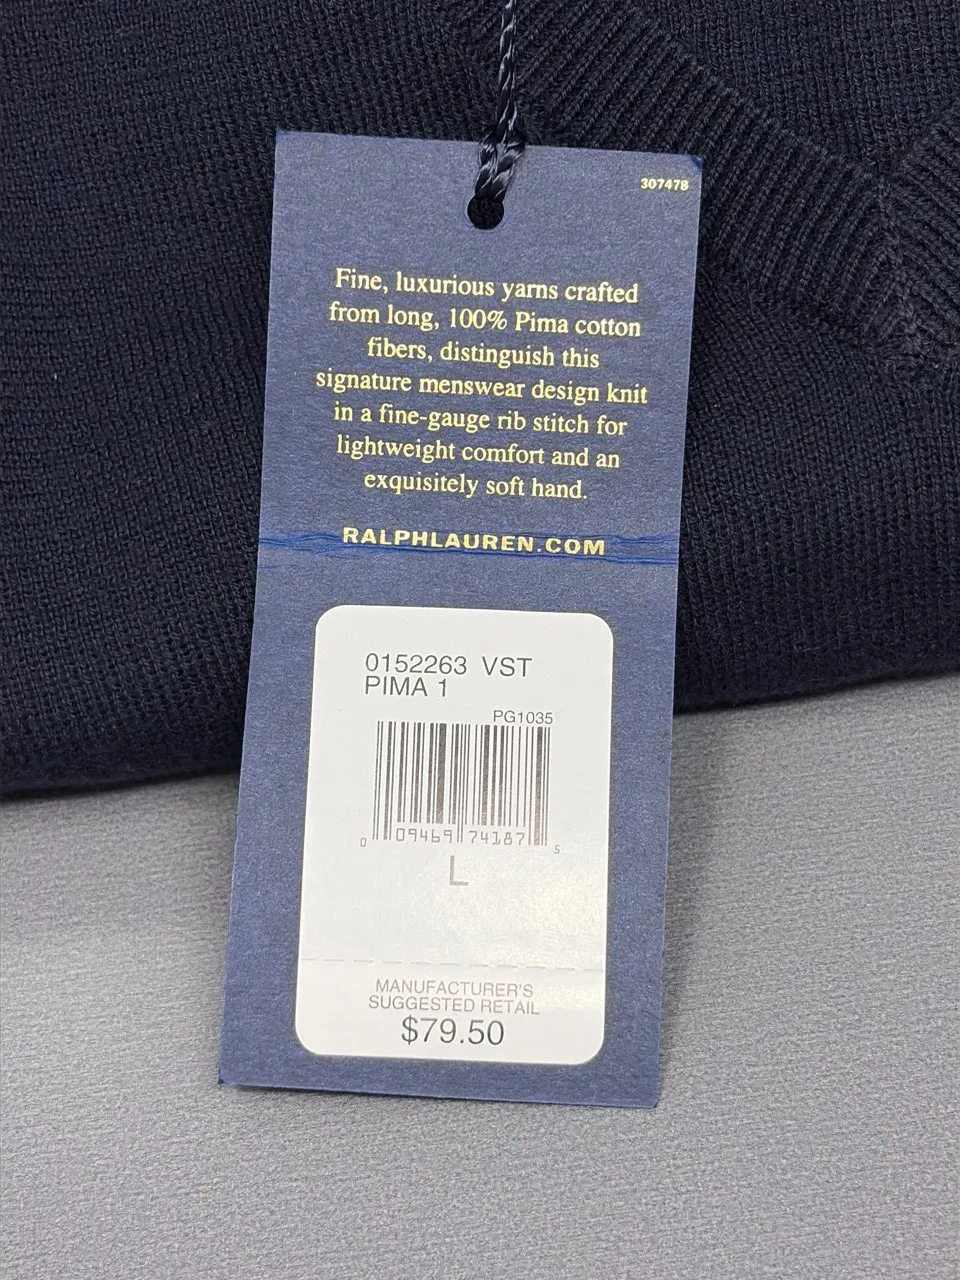 307478
Fine, luxurious yarns crafted
from long, 100% Pima cotton
fibers, distinguish this
signature menswear design knit
in a fine-gauge rib stitch for
lightweight comfort and an
exquisitely soft hand.
RALPHLAUREN.COM
0152263 VST
PIMA 1
PG1035
0 09469 74187 5
L
MANUFACTURER'S
SUGGESTED RETAIL
$79.50